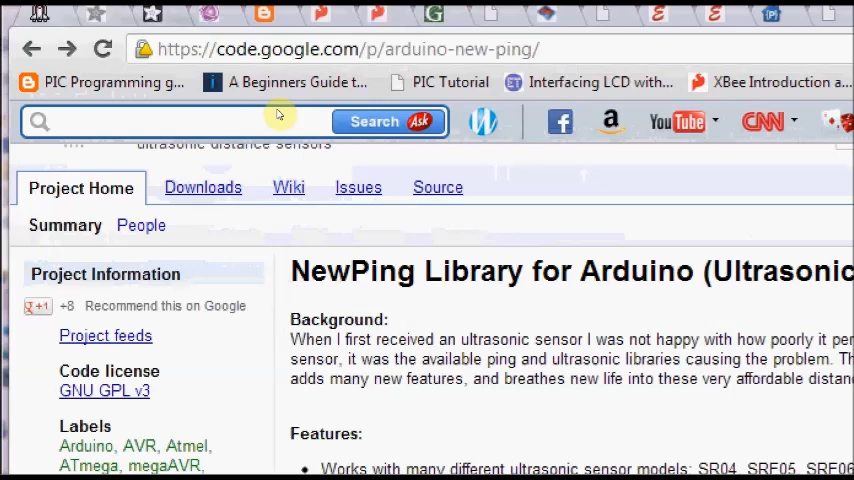 https://code.google.com/p/arduino-new-ping/
PIC Programming g... A Beginners Guide t... PIC Tutorial Interfacing LCD with... XBee Introduction a...
Search Ask YouTube CNN
ultrasonic distance sensors
Project Home Downloads Wiki Issues Source
Summary People
Project Information
+1 +8 Recommend this on Google
Project feeds
Code license
GNU GPL v3
Labels
Arduino, AVR, Atmel,
ATmega, megaAVR,
NewPing Library for Arduino (Ultrasonic
Background:
When I first received an ultrasonic sensor I was not happy with how poorly it per
sensor, it was the available ping and ultrasonic libraries causing the problem. Th
adds many new features, and breathes new life into these very affordable distan
Features:
Works with many different ultrasonic sensor models: SR04, SRF05, SRF06